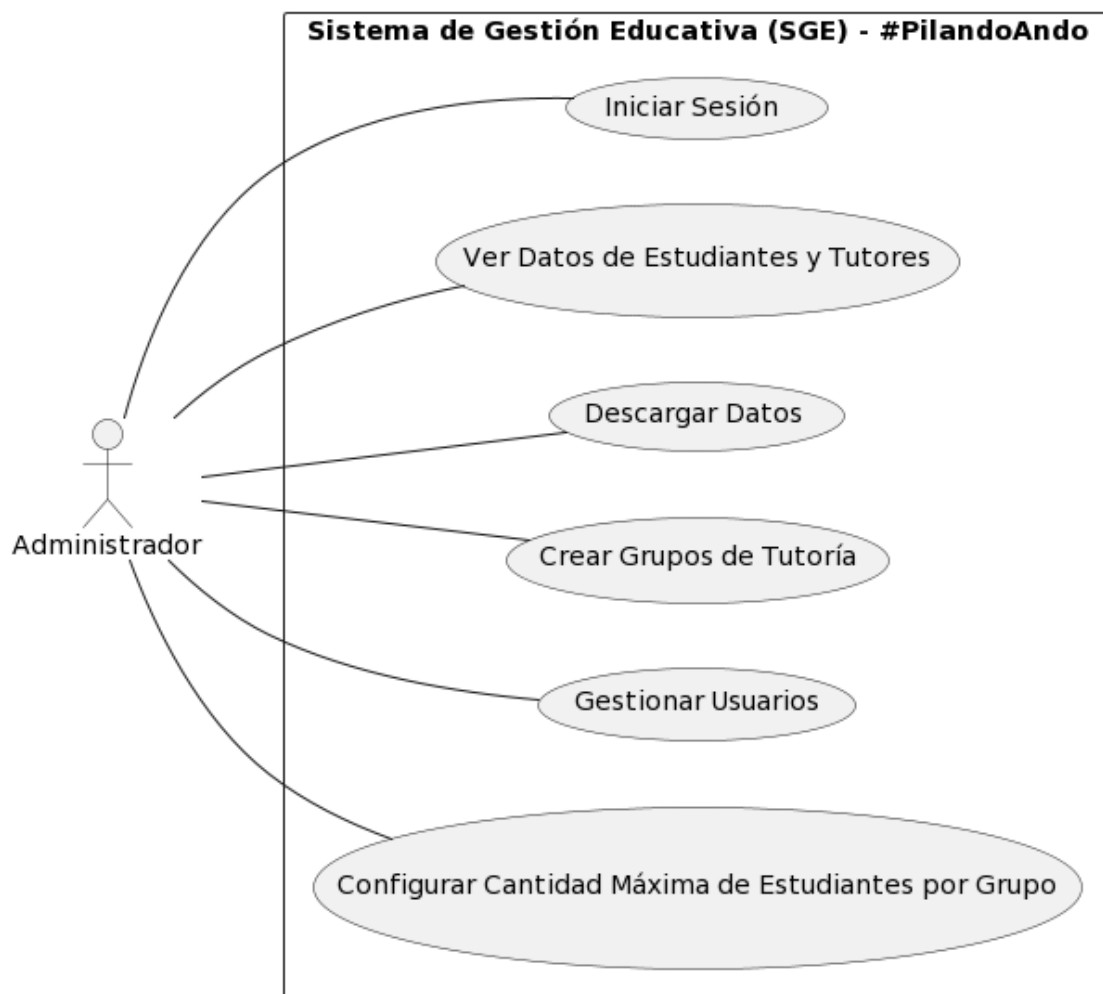 Sistema de Gestión Educativa (SGE) - #PilandoAndo
Iniciar Sesión
Ver Datos de Estudiantes y Tutores
Descargar Datos
Administrador
Crear Grupos de Tutoría
Gestionar Usuarios
Configurar Cantidad Máxima de Estudiantes por Grupo